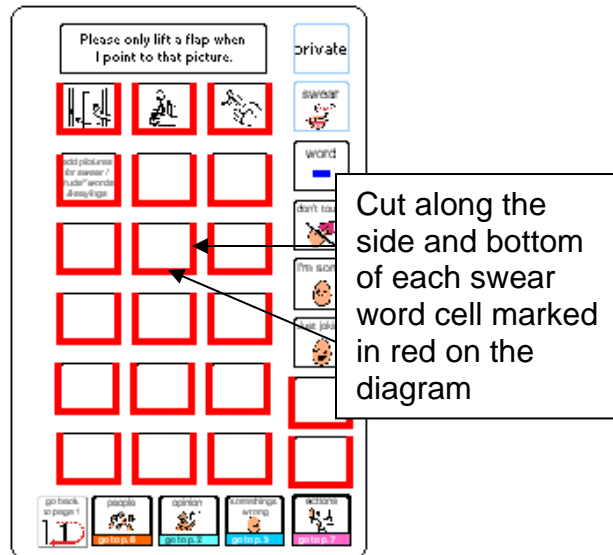 Please only lift a flap when
I point to that picture.
private
swear
add pictures
for swear /
"rude" words
& sayings
word
don't tou
I'm sorr
just joki
Cut along the
side and bottom
of each swear
word cell marked
in red on the
diagram
go back
to page 1
people
go to p. 8
opinion
go to p. 2
something's
wrong
go to p. 3
actions
go to p. 7